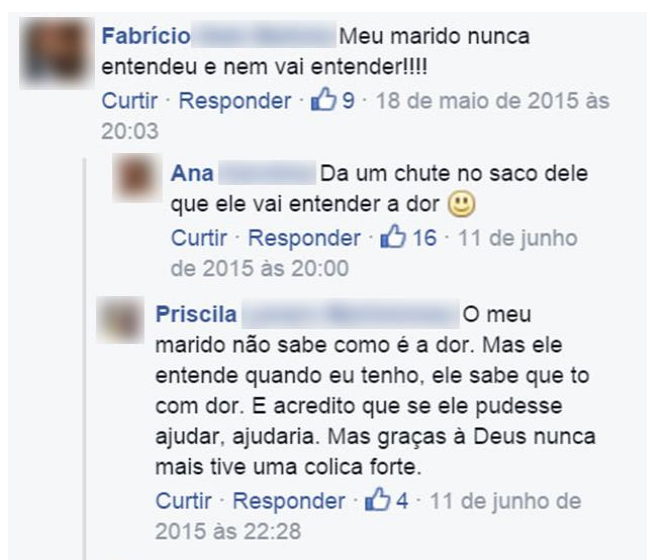 Fabrício Meu marido nunca
entendeu e nem vai entender!!!!
Curtir · Responder · 9 · 18 de maio de 2015 às
20:03
Ana Da um chute no saco dele
que ele vai entender a dor
Curtir · Responder · 16 · 11 de junho
de 2015 às 20:00
Priscila O meu
marido não sabe como é a dor. Mas ele
entende quando eu tenho, ele sabe que to
com dor. E acredito que se ele pudesse
ajudar, ajudaria. Mas graças à Deus nunca
mais tive uma colica forte.
Curtir · Responder · 4 · 11 de junho de
2015 às 22:28